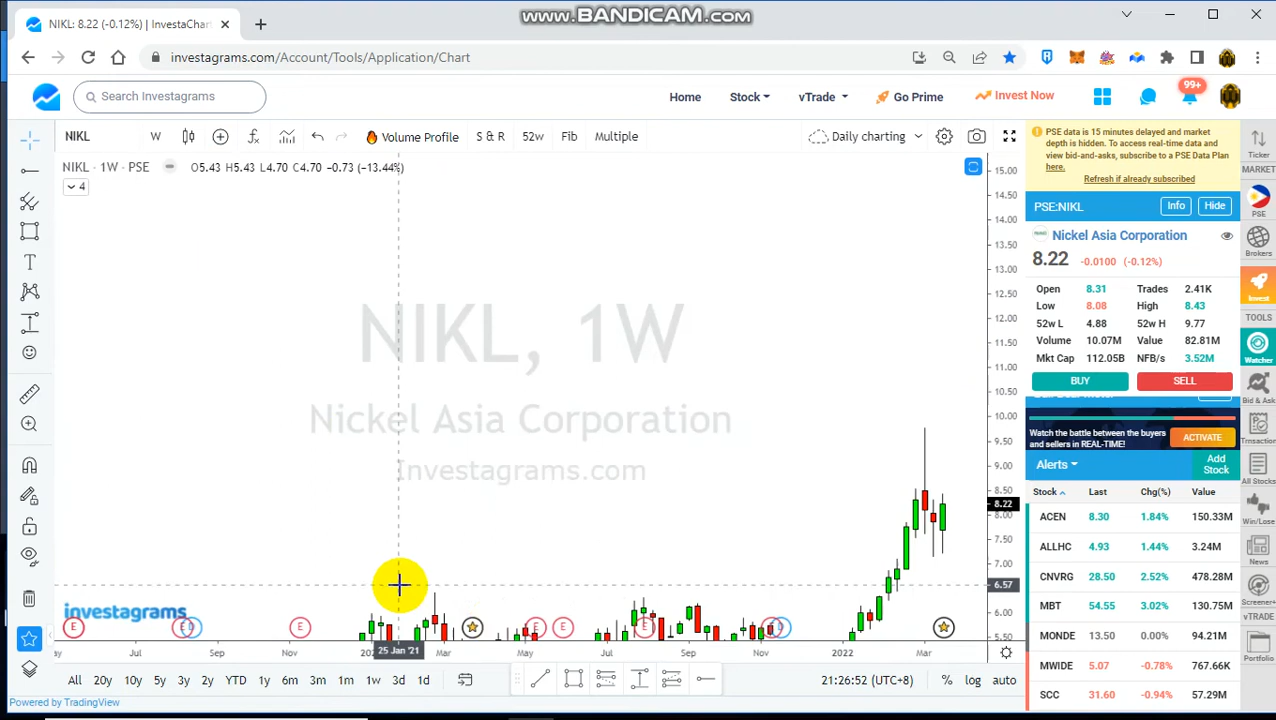 www.BANDICAM.com
NIKL: 8.22 (-0.12%) | InvestaChar
investagrams.com/Account/Tools/Application/Chart
Search Investagrams
Home
Stock
vTrade
Go Prime
Invest Now
99+
NIKL
W
Volume Profile
S & R
52w
Fib
Multiple
Daily charting
NIKL · 1W · PSE
O5.43 H5.43 L4.70 C4.70 −0.73 (−13.44%)
4
NIKL, 1W
Nickel Asia Corporation
Investagrams.com
15.00
14.50
14.00
13.50
13.00
12.50
12.00
11.50
11.00
10.50
10.00
9.50
9.00
8.50
8.22
8.00
7.50
7.00
6.57
6.00
5.50
investagrams
E
E
E
E
E
E
Jul
Sep
Nov
25 Jan '21
Mar
May
Jul
Sep
Nov
2022
Mar
All
20y
10y
5y
3y
2y
YTD
1y
6m
3m
1m
1w
3d
1d
21:26:52 (UTC+8)
%
log
auto
Powered by TradingView
PSE data is 15 minutes delayed and market
depth is hidden. To access real-time data and
view bid-and-asks, subscribe to a PSE Data Plan
here.
Refresh if already subscribed
PSE:NIKL
Info
Hide
Nickel Asia Corporation
8.22 -0.0100 (-0.12%)
Open 8.31 Trades 2.41K
Low 8.08 High 8.43
52w L 4.88 52w H 9.77
Volume 10.07M Value 82.81M
Mkt Cap 112.05B NFB/s 3.52M
BUY
SELL
Watch the battle between the buyers
and sellers in REAL-TIME!
ACTIVATE
Alerts
Add
Stock
Stock Last Chg(%) Value
ACEN 8.30 1.84% 150.33M
ALLHC 4.93 1.44% 3.24M
CNVRG 28.50 2.52% 478.28M
MBT 54.55 3.02% 130.75M
MONDE 13.50 0.00% 94.21M
MWIDE 5.07 -0.78% 767.66K
SCC 31.60 -0.94% 57.29M
Ticker
MARKET
PSE
Brokers
Invest
TOOLS
Watcher
Bid & Ask
All Stocks
Win/Lose
News
Screener+
vTRADE
Portfolio